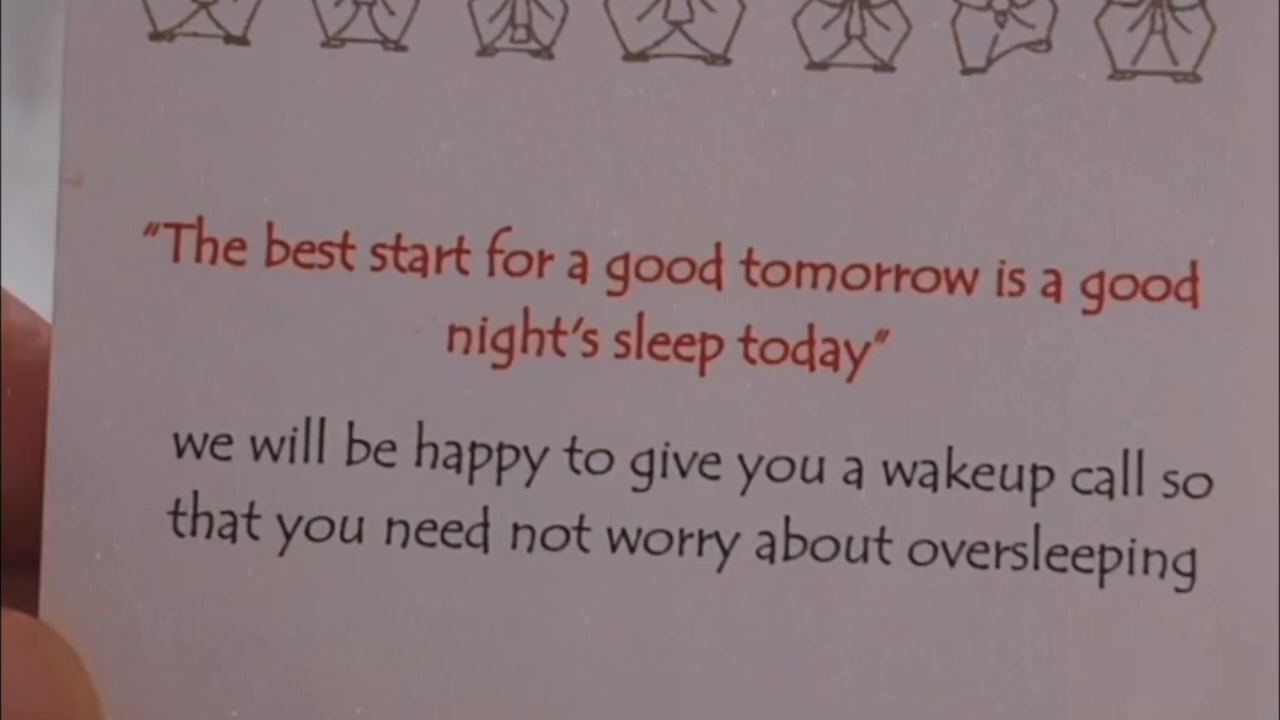 "The best start for a good tomorrow is a good
night's sleep today"
we will be happy to give you a wakeup call so
that you need not worry about oversleeping